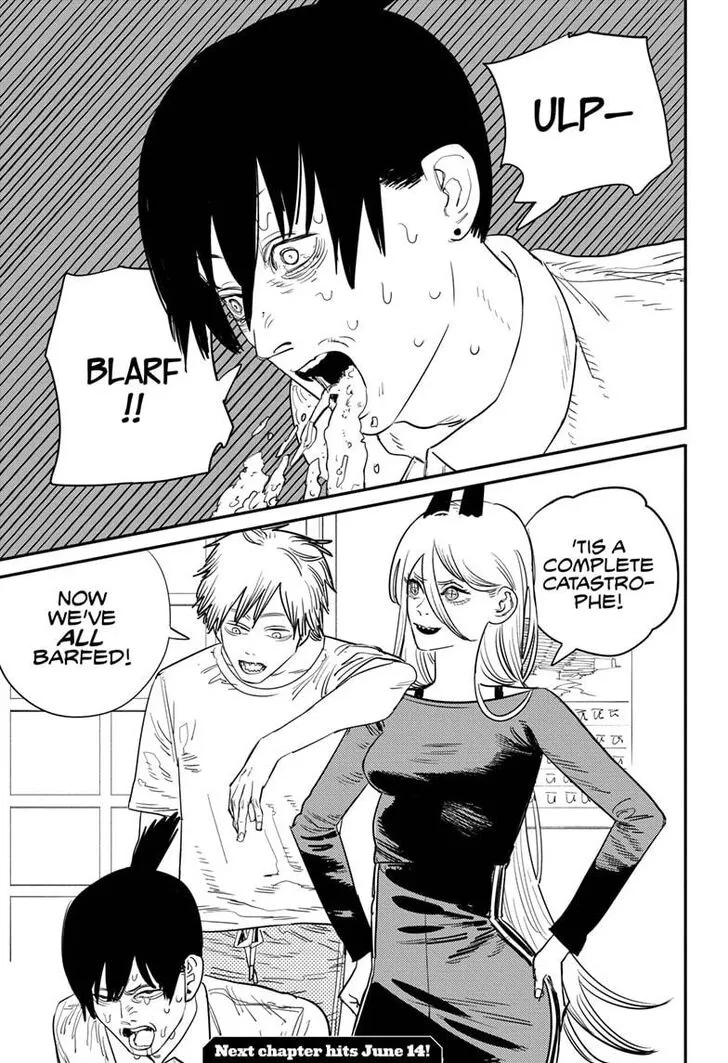 ULP—
BLARF
!!
'TIS A
COMPLETE
CATASTRO-
PHE!
NOW
WE'VE
ALL
BARFED!
Next chapter hits June 14!